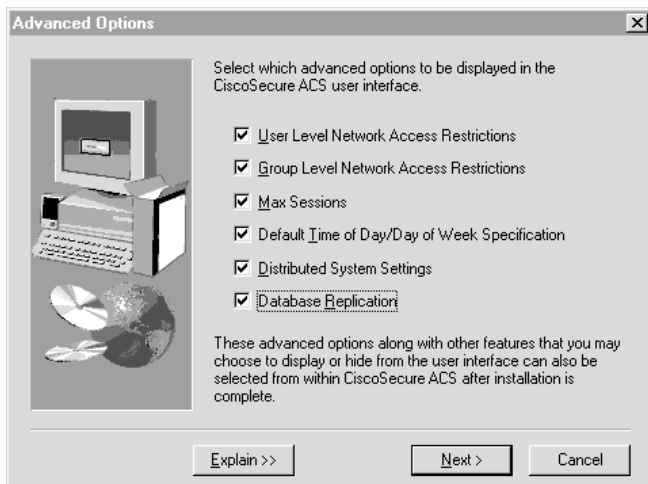 Advanced Options
Select which advanced options to be displayed in the
CiscoSecure ACS user interface.
User Level Network Access Restrictions
Group Level Network Access Restrictions
Max Sessions
Default Time of Day/Day of Week Specification
Distributed System Settings
Database Replication
These advanced options along with other features that you may
choose to display or hide from the user interface can also be
selected from within CiscoSecure ACS after installation is
complete.
Explain >>
Next >
Cancel